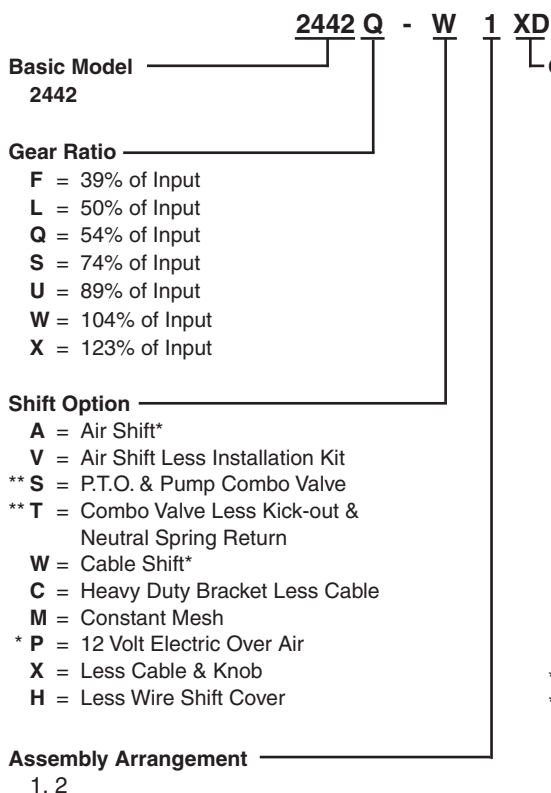 2442 Q - W 1 XD
Basic Model
2442
Gear Ratio
F = 39% of Input
L = 50% of Input
Q = 54% of Input
S = 74% of Input
U = 89% of Input
W = 104% of Input
X = 123% of Input
Shift Option
A = Air Shift*
V = Air Shift Less Installation Kit
** S = P.T.O. & Pump Combo Valve
** T = Combo Valve Less Kick-out &
Neutral Spring Return
W = Cable Shift*
C = Heavy Duty Bracket Less Cable
M = Constant Mesh
* P = 12 Volt Electric Over Air
X = Less Cable & Knob
H = Less Wire Shift Cover
Assembly Arrangement
1, 2